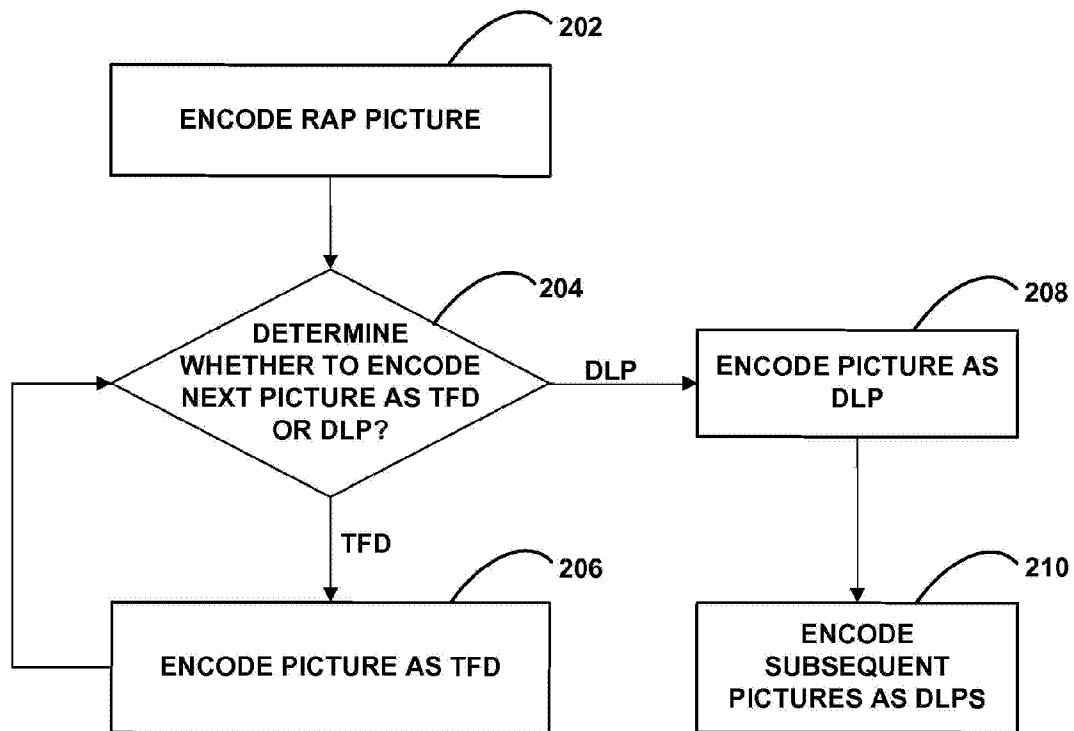 202
ENCODE RAP PICTURE
204
DETERMINE
WHETHER TO ENCODE
NEXT PICTURE AS TFD
OR DLP?
DLP
208
ENCODE PICTURE AS
DLP
TFD
206
ENCODE PICTURE AS TFD
210
ENCODE
SUBSEQUENT
PICTURES AS DLPS